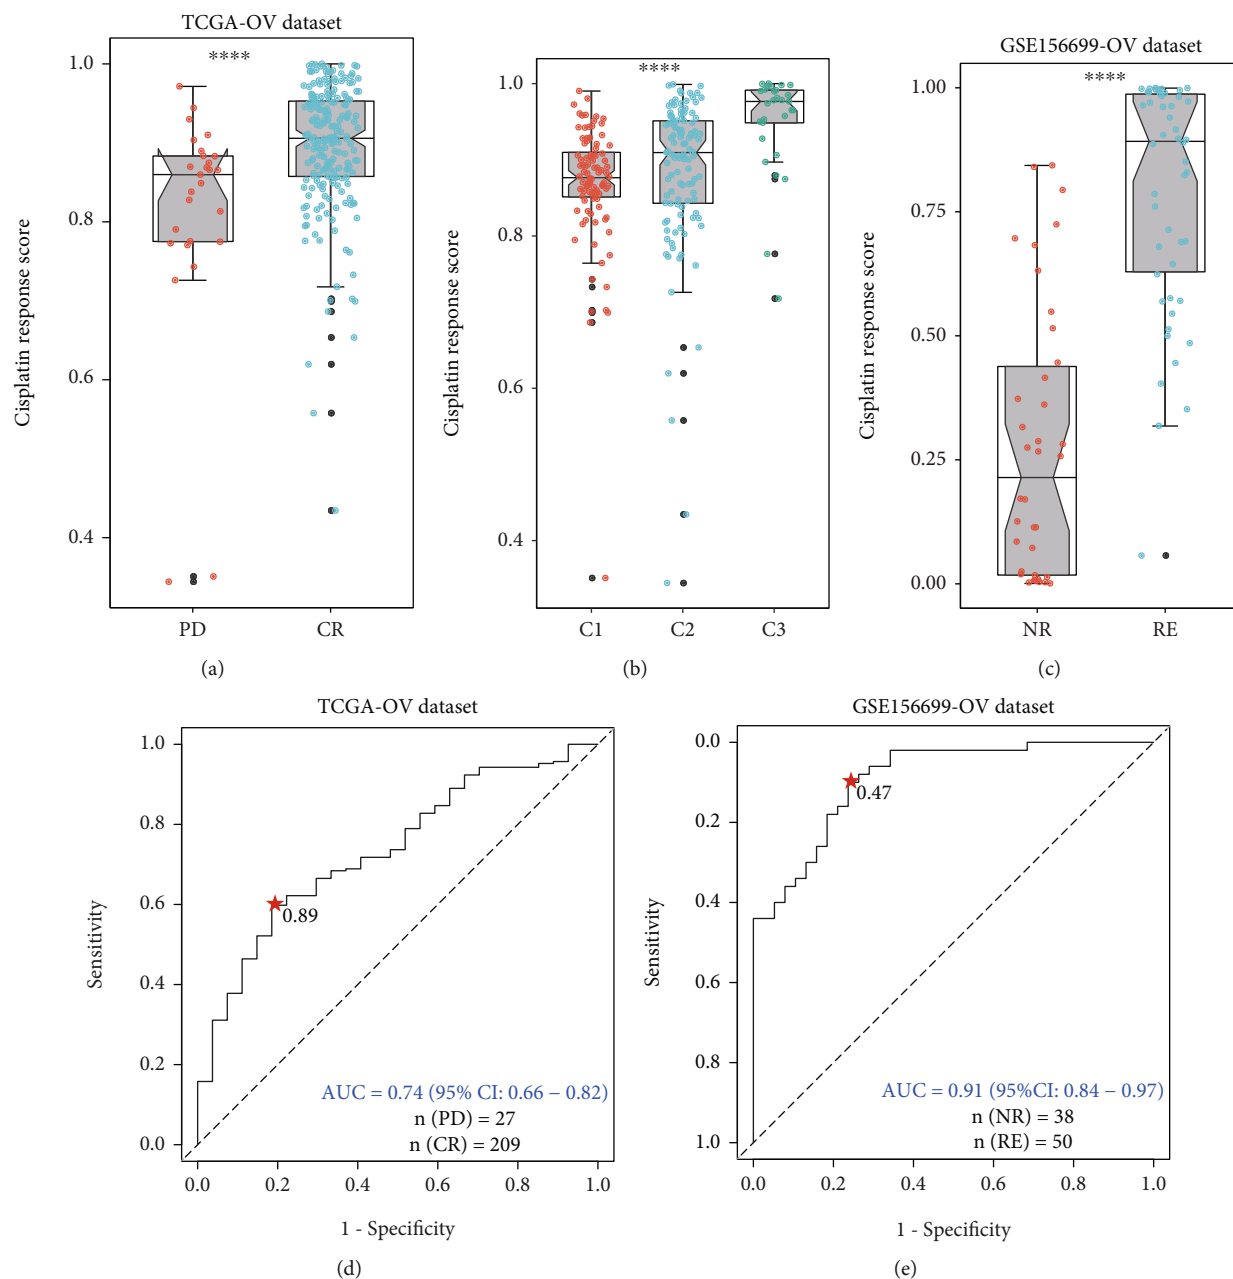 TCGA-OV dataset
****
Cisplatin response score
1.0
0.8
0.6
0.4
PD
CR
(a)
****
Cisplatin response score
1.0
0.8
0.6
0.4
C1
C2
C3
(b)
GSE156699-OV dataset
****
Cisplatin response score
1.00
0.75
0.50
0.25
0.00
NR
RE
(c)
TCGA-OV dataset
Sensitivity
1.0
0.8
0.6
0.4
0.2
0.0
0.89
AUC = 0.74 (95% CI: 0.66 − 0.82)
n (PD) = 27
n (CR) = 209
0.0
0.2
0.4
0.6
0.8
1.0
1 - Specificity
(d)
GSE156699-OV dataset
Sensitivity
0.0
0.2
0.4
0.6
0.8
1.0
0.47
AUC = 0.91 (95%CI: 0.84 − 0.97)
n (NR) = 38
n (RE) = 50
0.0
0.2
0.4
0.6
0.8
1.0
1 - Specificity
(e)